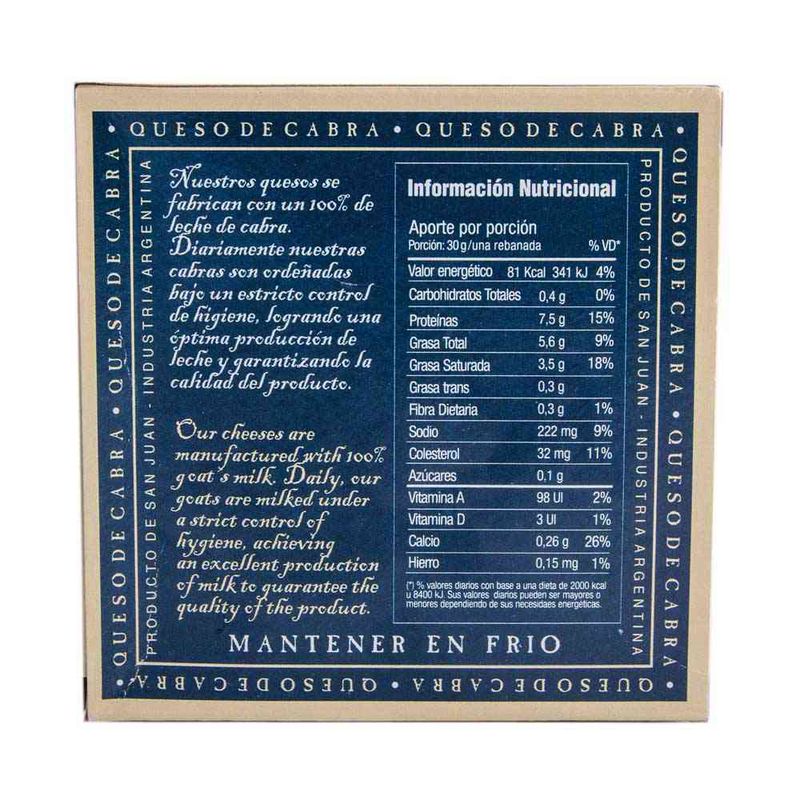 • QUESO DE CABRA • QUESO DE CABRA •
QUESO DE CABRA • QUESO DE CABRA
PRODUCTO DE SAN JUAN - INDUSTRIA ARGENTINA
Nuestros quesos se
fabrican con un 100% de
leche de cabra.
Diariamente nuestras
cabras son ordeñadas
bajo un estricto control
de higiene, logrando una
óptima producción de
leche y garantizando la
calidad del producto.
Our cheeses are
manufactured with 100%
goat's milk. Daily, our
goats are milked under
a strict control of
hygiene, achieving
an excellent production
of milk to guarantee the
quality of the product.
Información Nutricional
Aporte por porción
Porción: 30 g/una rebanada % VD*
Valor energético 81 Kcal 341 kJ 4%
Carbohidratos Totales 0,4 g 0%
Proteínas 7,5 g 15%
Grasa Total 5,6 g 9%
Grasa Saturada 3,5 g 18%
Grasa trans 0,3 g
Fibra Dietaria 0,3 g 1%
Sodio 222 mg 9%
Colesterol 32 mg 11%
Azúcares 0,1 g
Vitamina A 98 UI 2%
Vitamina D 3 UI 1%
Calcio 0,26 g 26%
Hierro 0,15 mg 1%
(*) % valores diarios con base a una dieta de 2000 kcal
u 8400 kJ. Sus valores diarios pueden ser mayores o
menores dependiendo de sus necesidaes energéticas.
PRODUCTO DE SAN JUAN - INDUSTRIA ARGENTINA
QUESO DE CABRA • QUESO DE CABRA
MANTENER EN FRIO
• QUESO DE CABRA • QUESO DE CABRA •